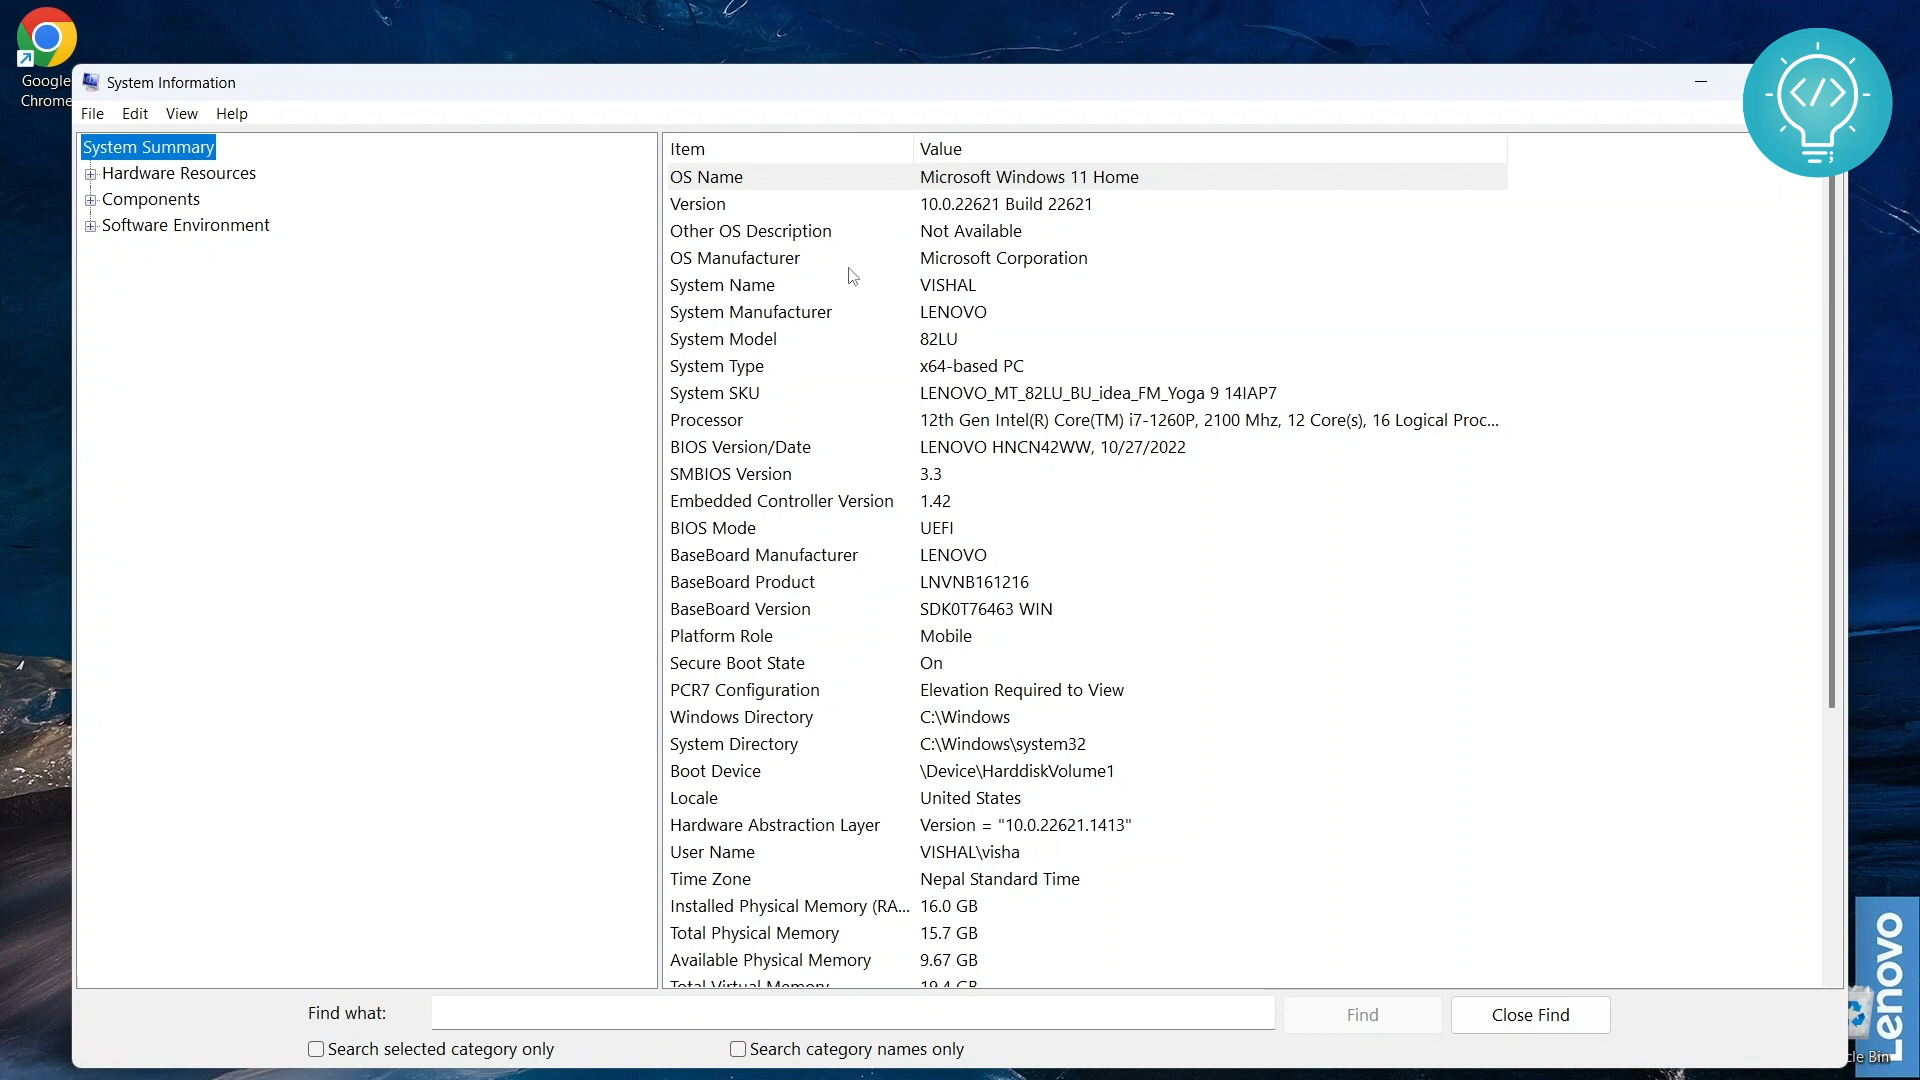 Google
Chrome
System Information
File Edit View Help
System Summary
Hardware Resources
Components
Software Environment
Item Value
OS Name Microsoft Windows 11 Home
Version 10.0.22621 Build 22621
Other OS Description Not Available
OS Manufacturer Microsoft Corporation
System Name VISHAL
System Manufacturer LENOVO
System Model 82LU
System Type x64-based PC
System SKU LENOVO_MT_82LU_BU_idea_FM_Yoga 9 14IAP7
Processor 12th Gen Intel(R) Core(TM) i7-1260P, 2100 Mhz, 12 Core(s), 16 Logical Proc...
BIOS Version/Date LENOVO HNCN42WW, 10/27/2022
SMBIOS Version 3.3
Embedded Controller Version 1.42
BIOS Mode UEFI
BaseBoard Manufacturer LENOVO
BaseBoard Product LNVNB161216
BaseBoard Version SDK0T76463 WIN
Platform Role Mobile
Secure Boot State On
PCR7 Configuration Elevation Required to View
Windows Directory C:\Windows
System Directory C:\Windows\system32
Boot Device \Device\HarddiskVolume1
Locale United States
Hardware Abstraction Layer Version = "10.0.22621.1413"
User Name VISHAL\visha
Time Zone Nepal Standard Time
Installed Physical Memory (RA... 16.0 GB
Total Physical Memory 15.7 GB
Available Physical Memory 9.67 GB
Total Virtual Memory 19.4 GB
Find what: Find Close Find
Search selected category only Search category names only
Lenovo
cle Bin